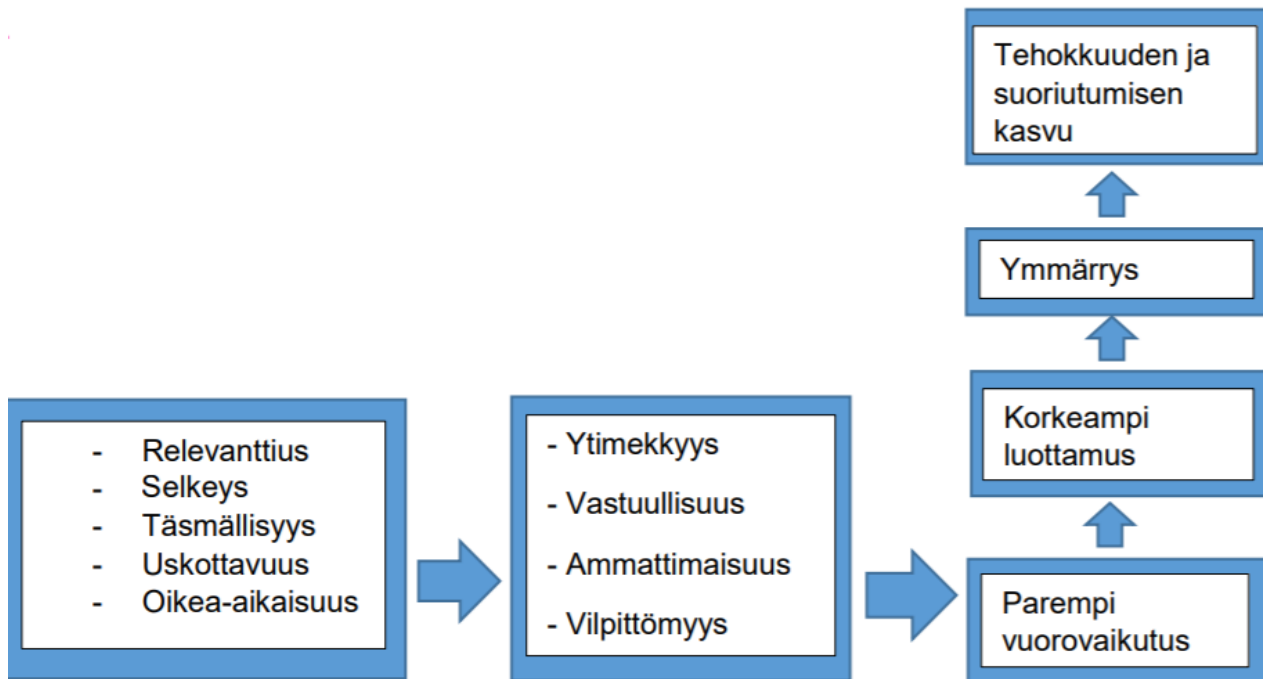 - Relevanttius
- Selkeys
- Täsmällisyys
- Uskottavuus
- Oikea-aikaisuus
- Ytimekkyys
- Vastuullisuus
- Ammattimaisuus
- Vilpittömyys
Parempi
vuorovaikutus
Korkeampi
luottamus
Ymmärrys
Tehokkuuden ja
suoriutumisen
kasvu